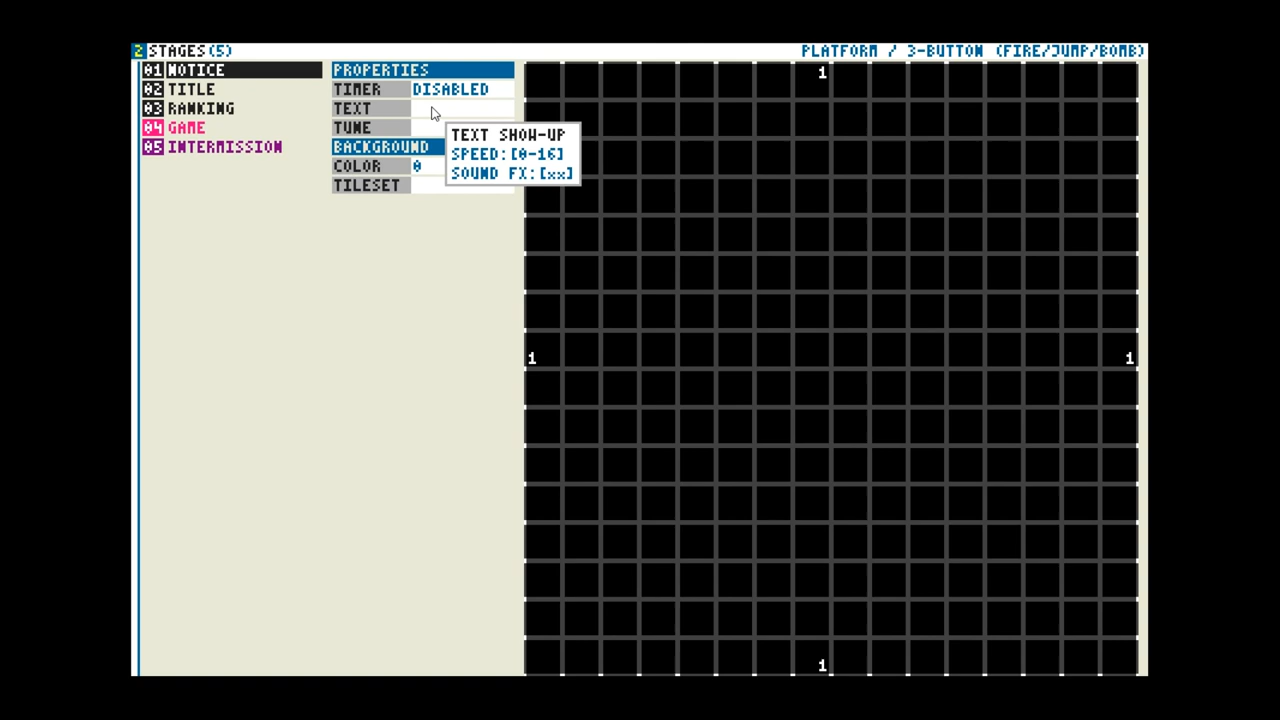 2 STAGES(5)
PLATFORM / 3-BUTTON (FIRE/JUMP/BOMB)
01 NOTICE
02 TITLE
03 RANKING
04 GAME
05 INTERMISSION
PROPERTIES
TIMER DISABLED
TEXT
TUNE
BACKGROUND
COLOR 0
TILESET
TEXT SHOW-UP
SPEED:[0-16]
SOUND FX:[xx]
1
1
1
1